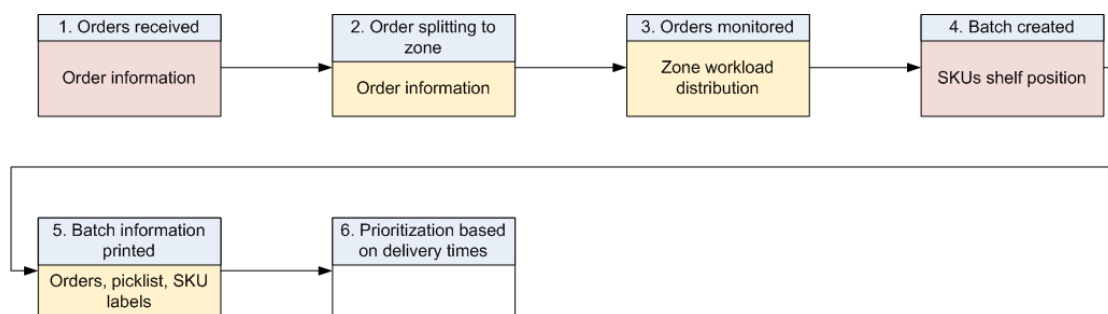 1. Orders received
Order information
2. Order splitting to
zone
Order information
3. Orders monitored
Zone workload
distribution
4. Batch created
SKUs shelf position
5. Batch information
printed
Orders, picklist, SKU
labels
6. Prioritization based
on delivery times